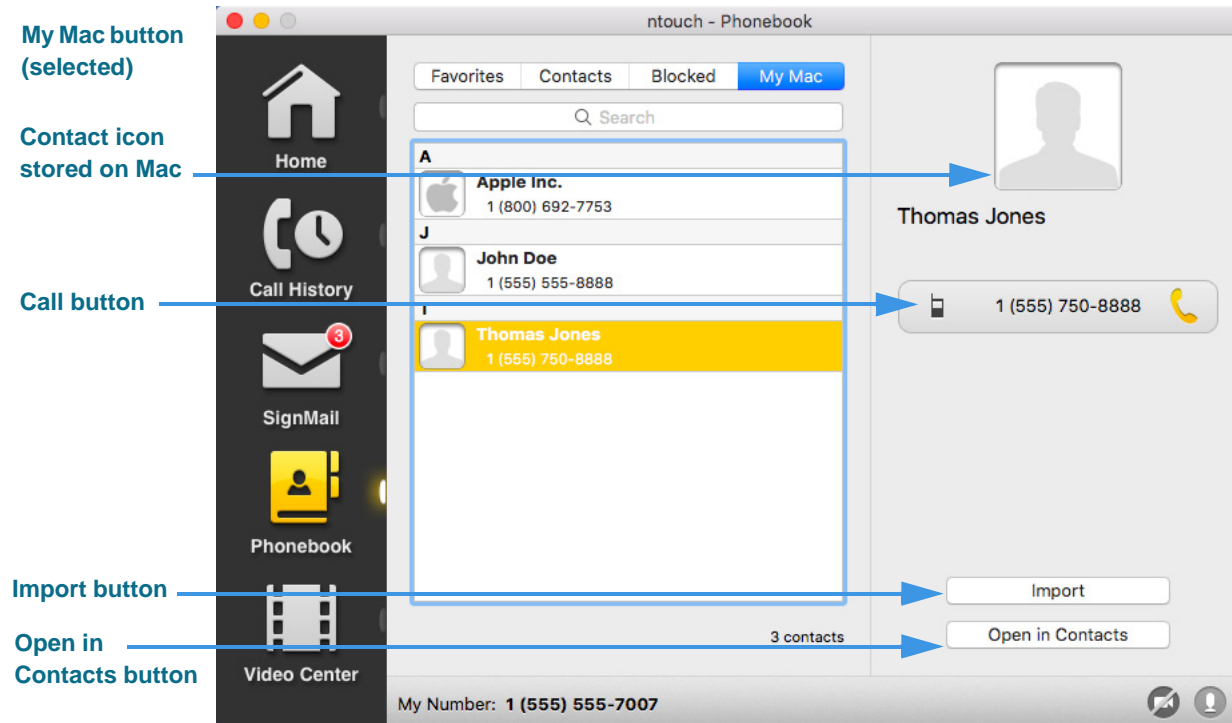 ntouch - Phonebook
My Mac button
(selected)
Contact icon
stored on Mac
Call button
Import button
Open in
Contacts button
Home
Call History
3
SignMail
Phonebook
Video Center
Favorites Contacts Blocked My Mac
Search
A
Apple Inc.
1 (800) 692-7753
J
John Doe
1 (555) 555-8888
T
Thomas Jones
1 (555) 750-8888
3 contacts
Thomas Jones
1 (555) 750-8888
Import
Open in Contacts
My Number: 1 (555) 555-7007